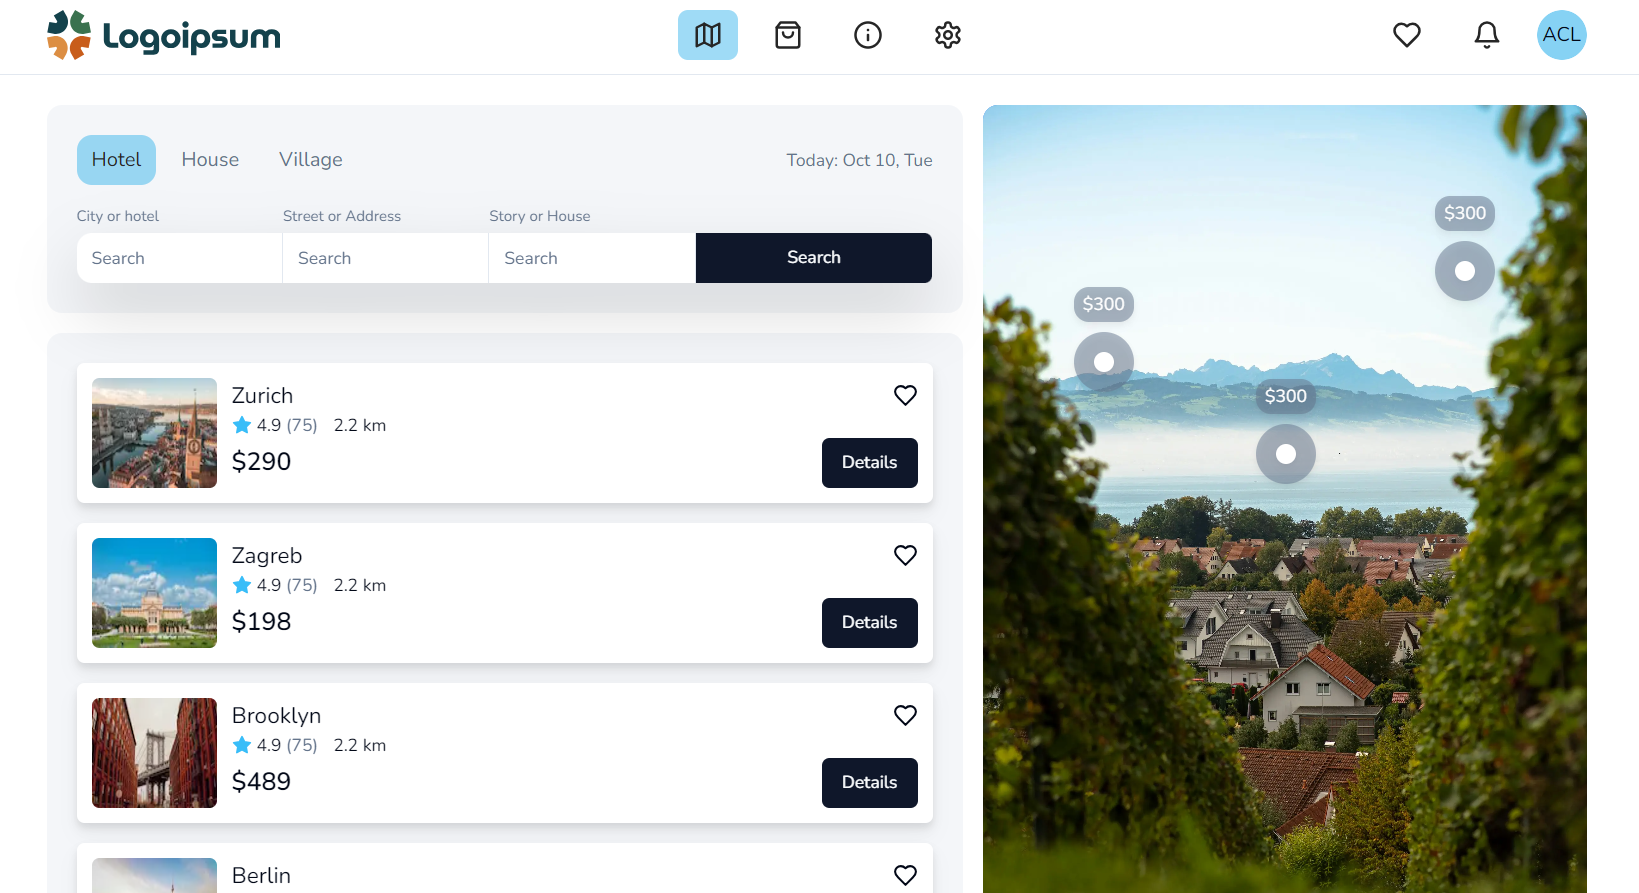 Logoipsum
ACL
Hotel House Village
Today: Oct 10, Tue
City or hotel Street or Address Story or House
Search Search Search Search
Zurich
4.9 (75) 2.2 km
$290
Details
Zagreb
4.9 (75) 2.2 km
$198
Details
Brooklyn
4.9 (75) 2.2 km
$489
Details
Berlin
$300
$300
$300